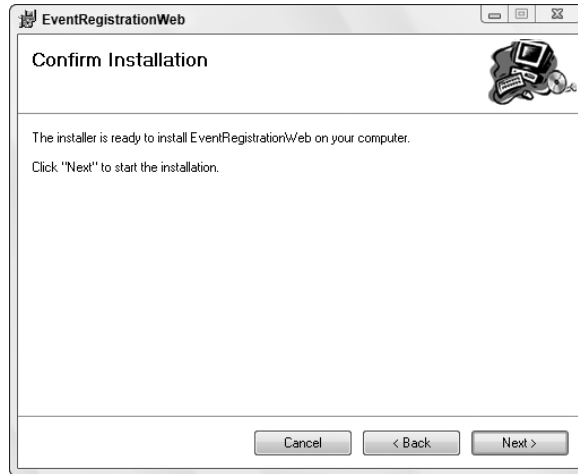 EventRegistrationWeb
Confirm Installation
The installer is ready to install EventRegistrationWeb on your computer.
Click "Next" to start the installation.
Cancel
< Back
Next >